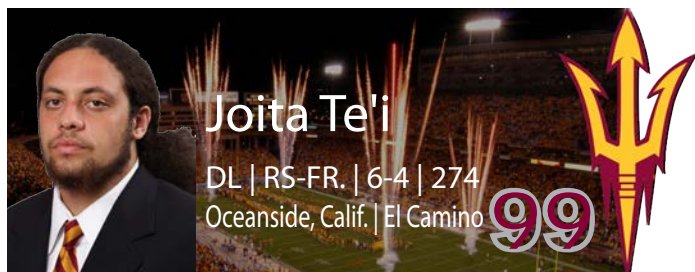 Joita Te'i
DL | RS-FR. | 6-4 | 274
Oceanside, Calif. | El Camino
99